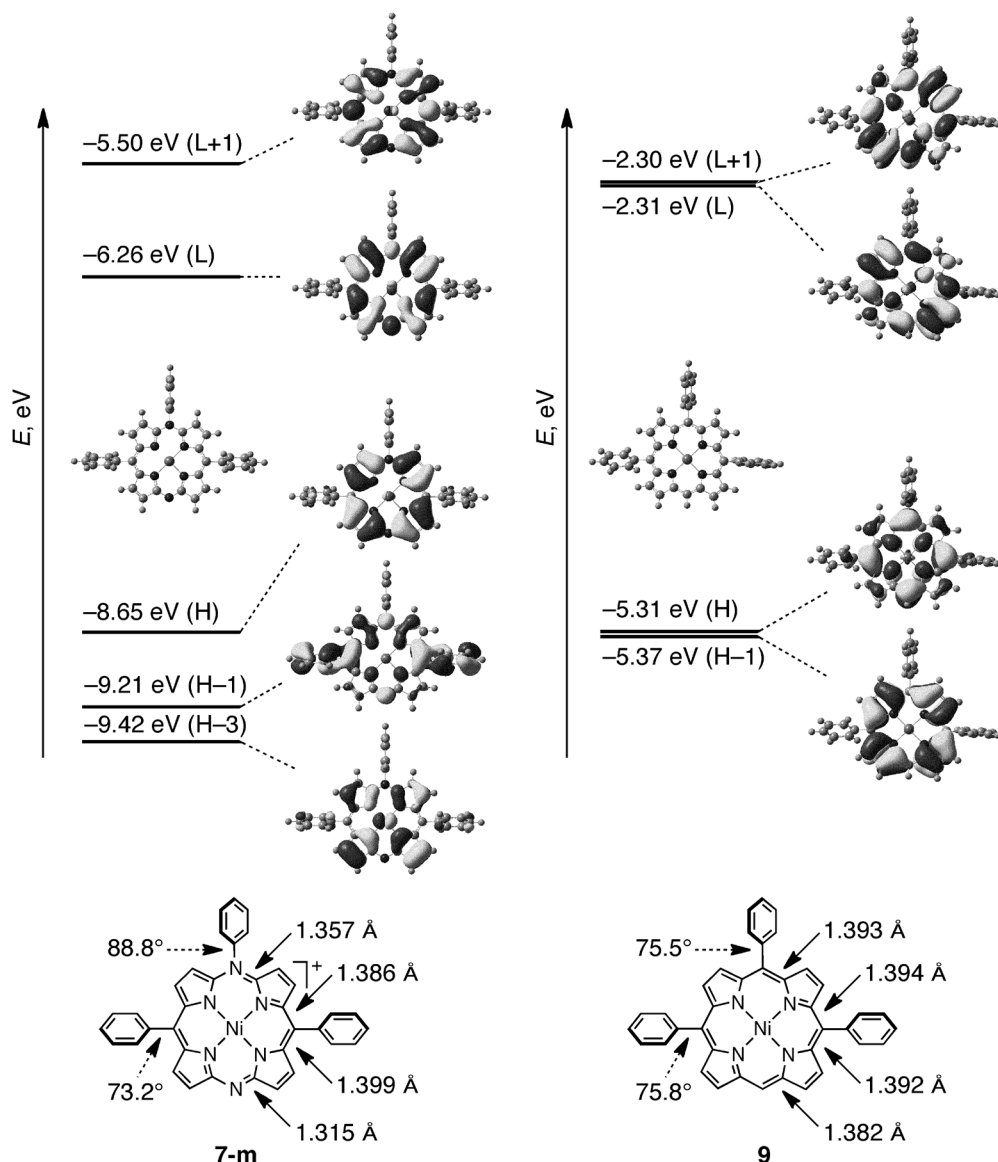 E, eV
–5.50 eV (L+1)
–6.26 eV (L)
–8.65 eV (H)
–9.21 eV (H–1)
–9.42 eV (H–3)
E, eV
–2.30 eV (L+1)
–2.31 eV (L)
–5.31 eV (H)
–5.37 eV (H–1)
88.8°
1.357 Å
+
1.386 Å
N
N
N
Ni
N
N
N
73.2°
1.399 Å
1.315 Å
7-m
75.5°
1.393 Å
1.394 Å
N
N
Ni
N
N
75.8°
1.392 Å
1.382 Å
9